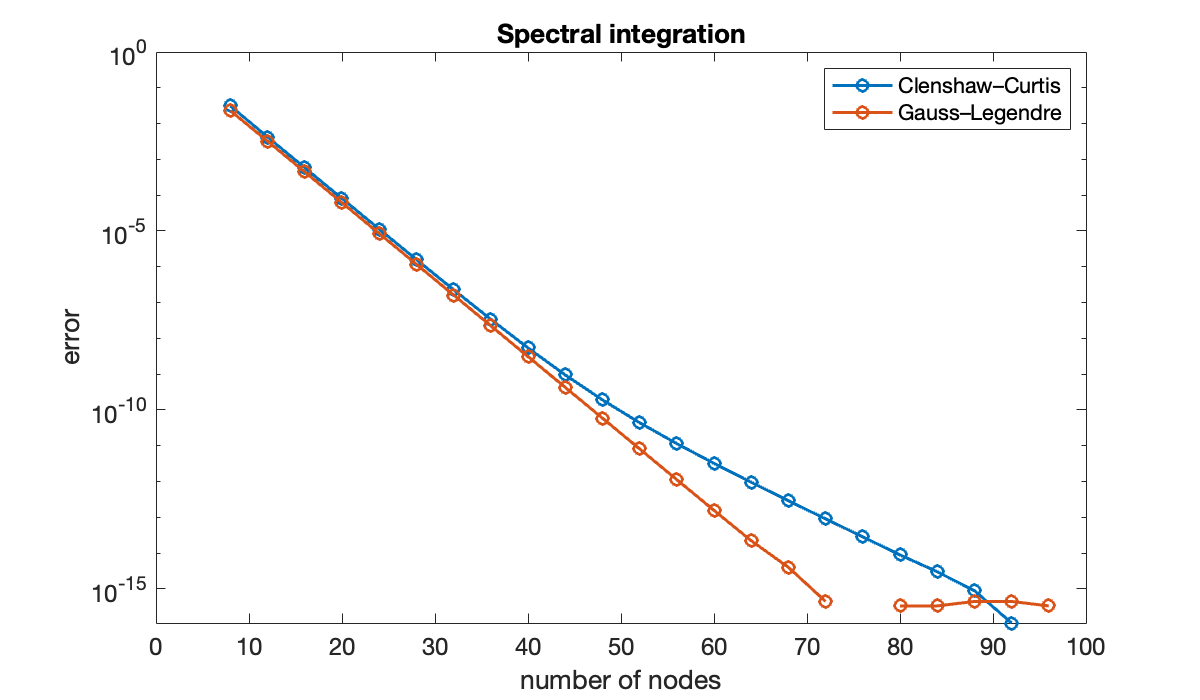 Spectral integration
Clenshaw–Curtis
Gauss–Legendre
10^0
10^-5
10^-10
10^-15
error
0 10 20 30 40 50 60 70 80 90 100
number of nodes